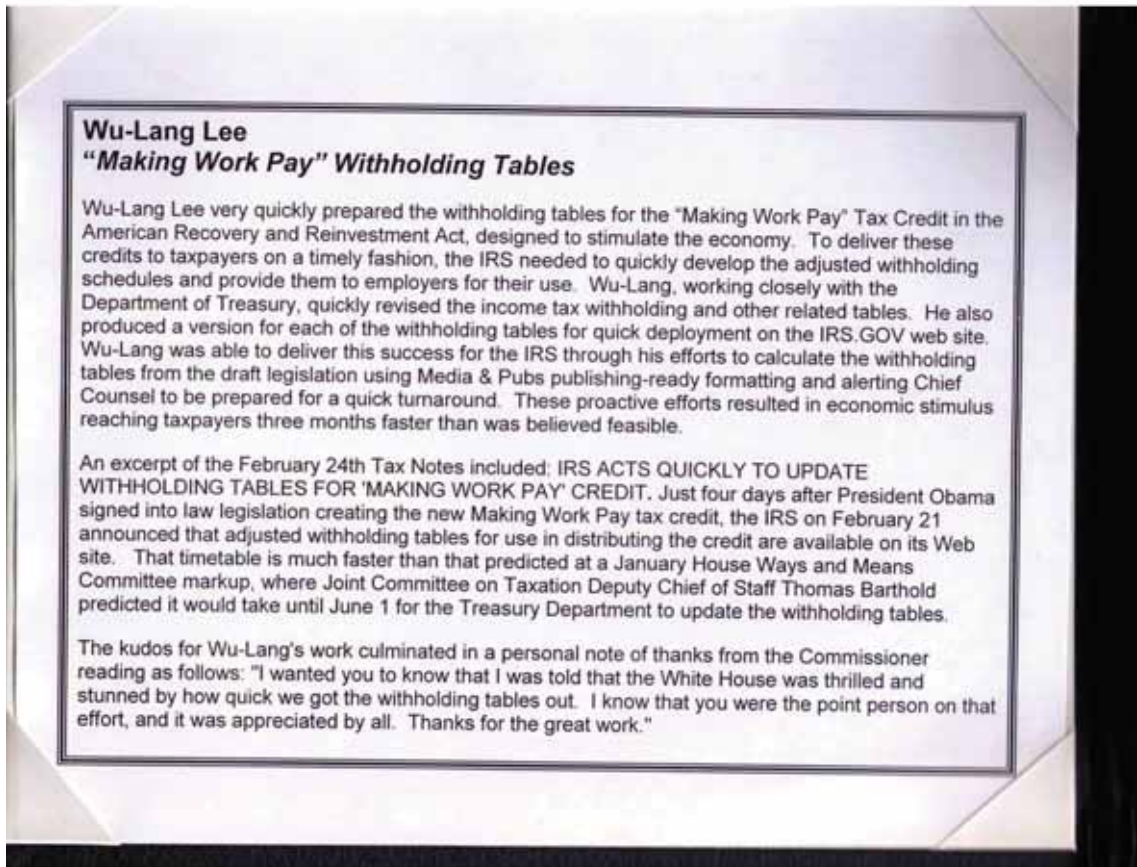 Wu-Lang Lee
"Making Work Pay" Withholding Tables
Wu-Lang Lee very quickly prepared the withholding tables for the "Making Work Pay" Tax Credit in the
American Recovery and Reinvestment Act, designed to stimulate the economy. To deliver these
credits to taxpayers on a timely fashion, the IRS needed to quickly develop the adjusted withholding
schedules and provide them to employers for their use. Wu-Lang, working closely with the
Department of Treasury, quickly revised the income tax withholding and other related tables. He also
produced a version for each of the withholding tables for quick deployment on the IRS.GOV web site.
Wu-Lang was able to deliver this success for the IRS through his efforts to calculate the withholding
tables from the draft legislation using Media & Pubs publishing-ready formatting and alerting Chief
Counsel to be prepared for a quick turnaround. These proactive efforts resulted in economic stimulus
reaching taxpayers three months faster than was believed feasible.
An excerpt of the February 24th Tax Notes included: IRS ACTS QUICKLY TO UPDATE
WITHHOLDING TABLES FOR 'MAKING WORK PAY' CREDIT. Just four days after President Obama
signed into law legislation creating the new Making Work Pay tax credit, the IRS on February 21
announced that adjusted withholding tables for use in distributing the credit are available on its Web
site. That timetable is much faster than that predicted at a January House Ways and Means
Committee markup, where Joint Committee on Taxation Deputy Chief of Staff Thomas Barthold
predicted it would take until June 1 for the Treasury Department to update the withholding tables.
The kudos for Wu-Lang's work culminated in a personal note of thanks from the Commissioner
reading as follows: "I wanted you to know that I was told that the White House was thrilled and
stunned by how quick we got the withholding tables out. I know that you were the point person on that
effort, and it was appreciated by all. Thanks for the great work."